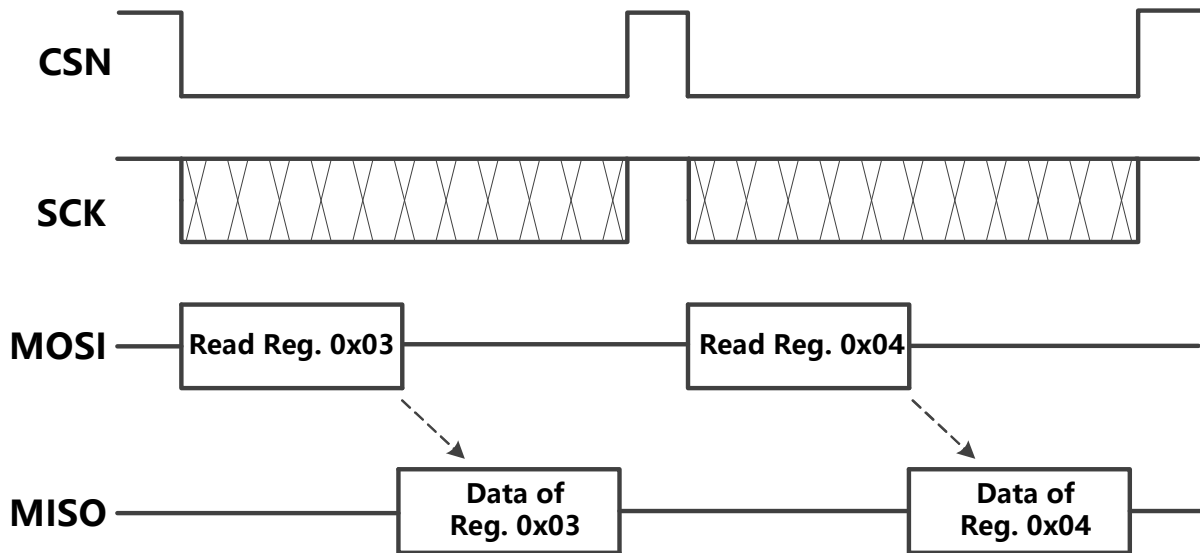 CSN
SCK
MOSI
Read Reg. 0x03
Read Reg. 0x04
MISO
Data of
Reg. 0x03
Data of
Reg. 0x04